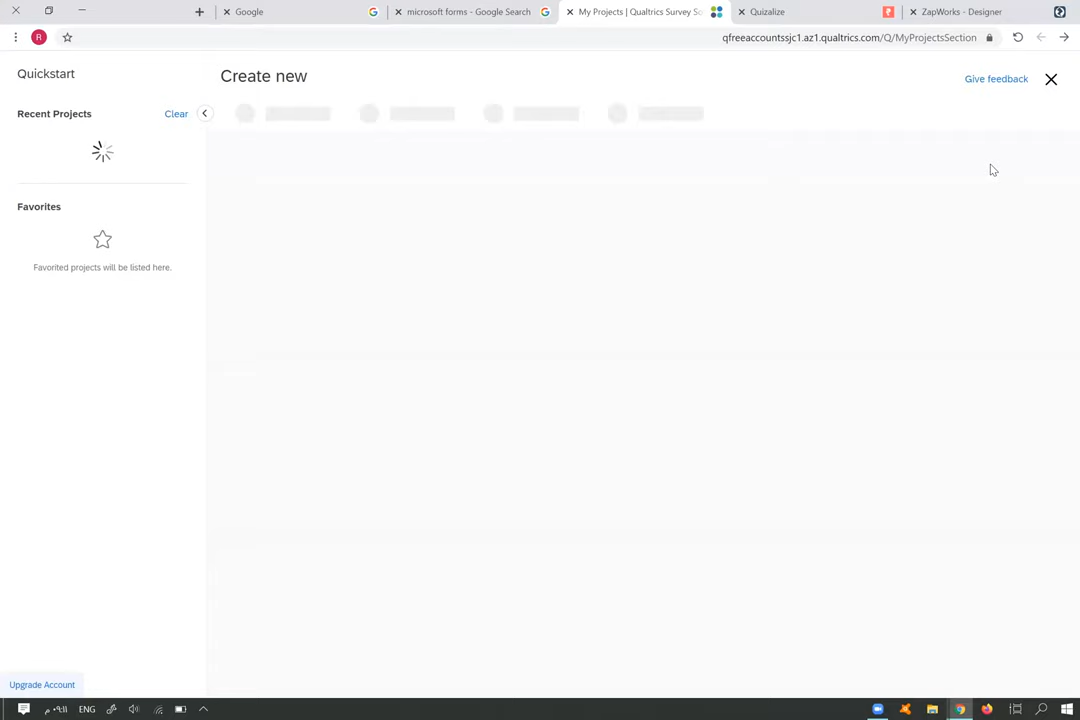 Google
microsoft forms - Google Search
My Projects | Qualtrics Survey So
Quizalize
ZapWorks - Designer
R
qfreeaccountssjc1.az1.qualtrics.com/Q/MyProjectsSection
Quickstart
Create new
Give feedback
Recent Projects
Clear
Favorites
Favorited projects will be listed here.
Upgrade Account
ENG